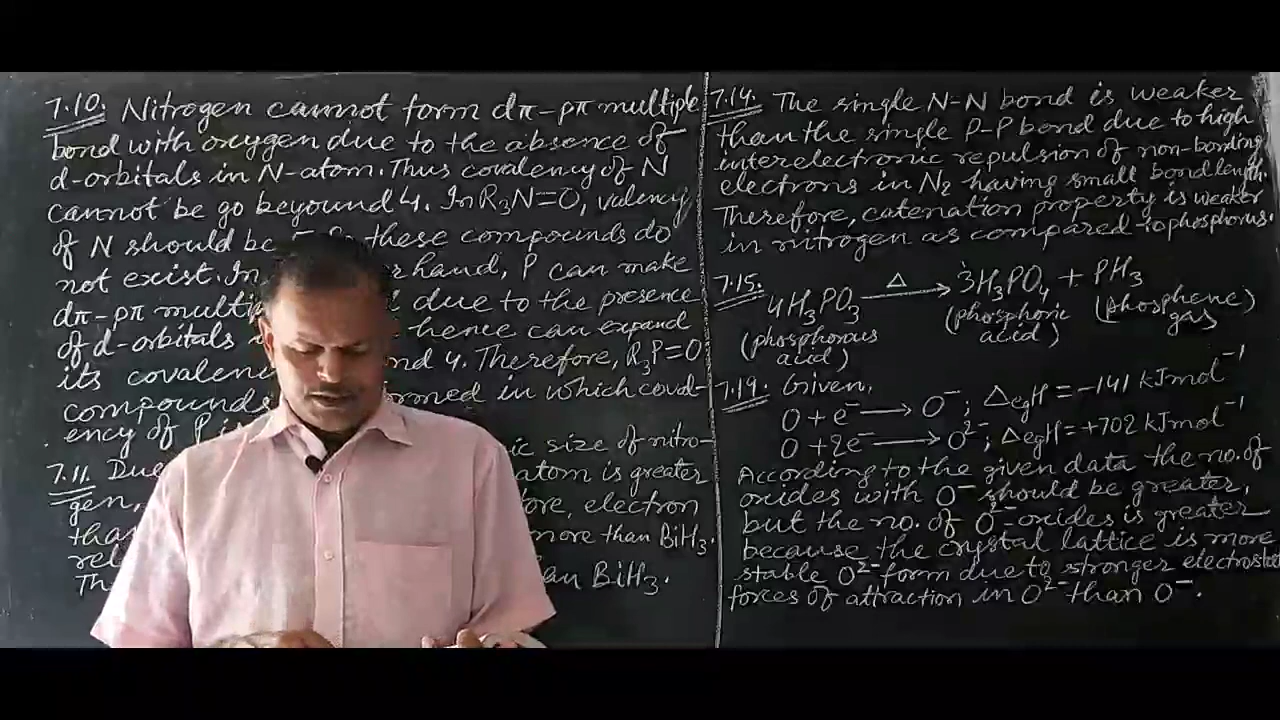 7.10. Nitrogen cannot form dπ-pπ multiple
bond with oxygen due to the absence of
d-orbitals in N-atom. Thus covalency of N
cannot be go beyound 4. In R₃N=O, valency
of N should be 5. So these compounds do
not exist. In hand, P can make
dπ-pπ multip due to the presence
of d-orbitals hence can expand
its covalen nd 4. Therefore, R₃P=O
compounds rmed in which coval-
ency of P is
7.11. Due ic size of nitro-
gen, atom is greater
than ore, electron
rel more than BiH₃.
Th an BiH₃.
7.14. The single N-N bond is weaker
than the single P-P bond due to high
interelectronic repulsion of non-bonding
electrons in N₂ having small bond length.
Therefore, catenation property is weaker
in nitrogen as compared to phosphorus.
7.15. 4H₃PO₃ —Δ→ 3H₃PO₄ + PH₃
(phosphorous acid) (phosphoric acid) (phosphene gas)
7.19. Given,
O + e⁻ → O⁻; ΔegH = -141 kJmol⁻¹
O + 2e⁻ → O²⁻; ΔegH = +702 kJmol⁻¹
According to the given data the no. of
oxides with O⁻ should be greater,
but the no. of O²⁻-oxides is greater
because the crystal lattice is more
stable O²⁻ form due to stronger electrostat
forces of attraction in O²⁻ than O⁻.